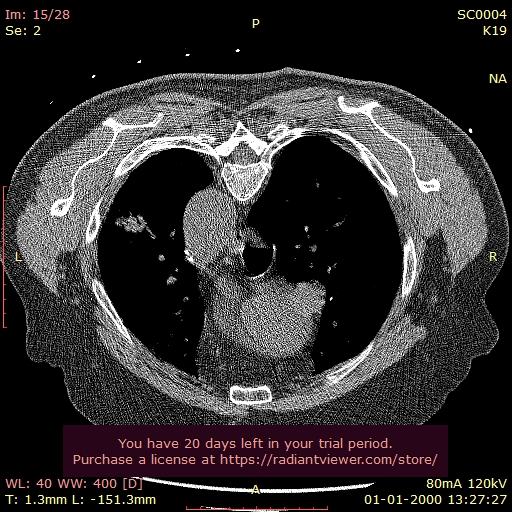 Im: 15/28
Se: 2
P
SC0004
K19
NA
L
R
You have 20 days left in your trial period.
Purchase a license at https://radiantviewer.com/store/
WL: 40 WW: 400 [D]
T: 1.3mm L: -151.3mm
A
80mA 120kV
01-01-2000 13:27:27